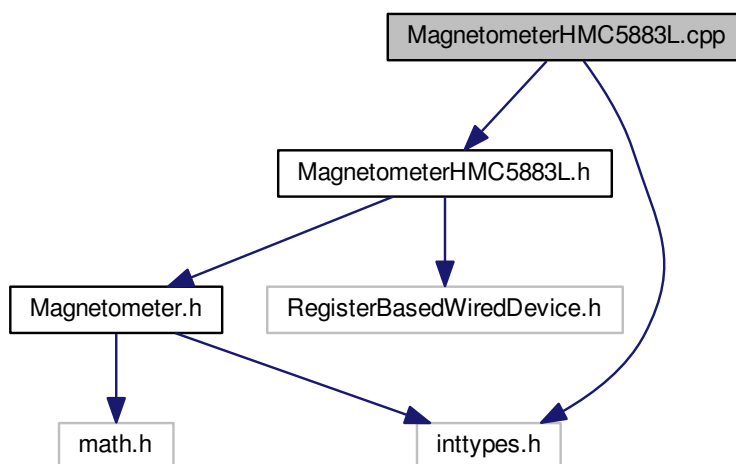 MagnetometerHMC5883L.cpp
MagnetometerHMC5883L.h
Magnetometer.h
RegisterBasedWiredDevice.h
math.h
inttypes.h